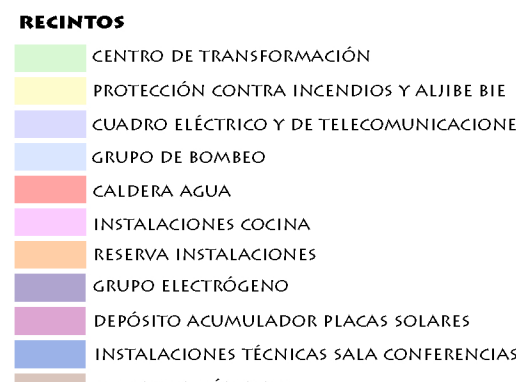 RECINTOS
CENTRO DE TRANSFORMACIÓN
PROTECCIÓN CONTRA INCENDIOS Y ALJIBE BIE
CUADRO ELÉCTRICO Y DE TELECOMUNICACIONE
GRUPO DE BOMBEO
CALDERA AGUA
INSTALACIONES COCINA
RESERVA INSTALACIONES
GRUPO ELECTRÓGENO
DEPÓSITO ACUMULADOR PLACAS SOLARES
INSTALACIONES TÉCNICAS SALA CONFERENCIAS